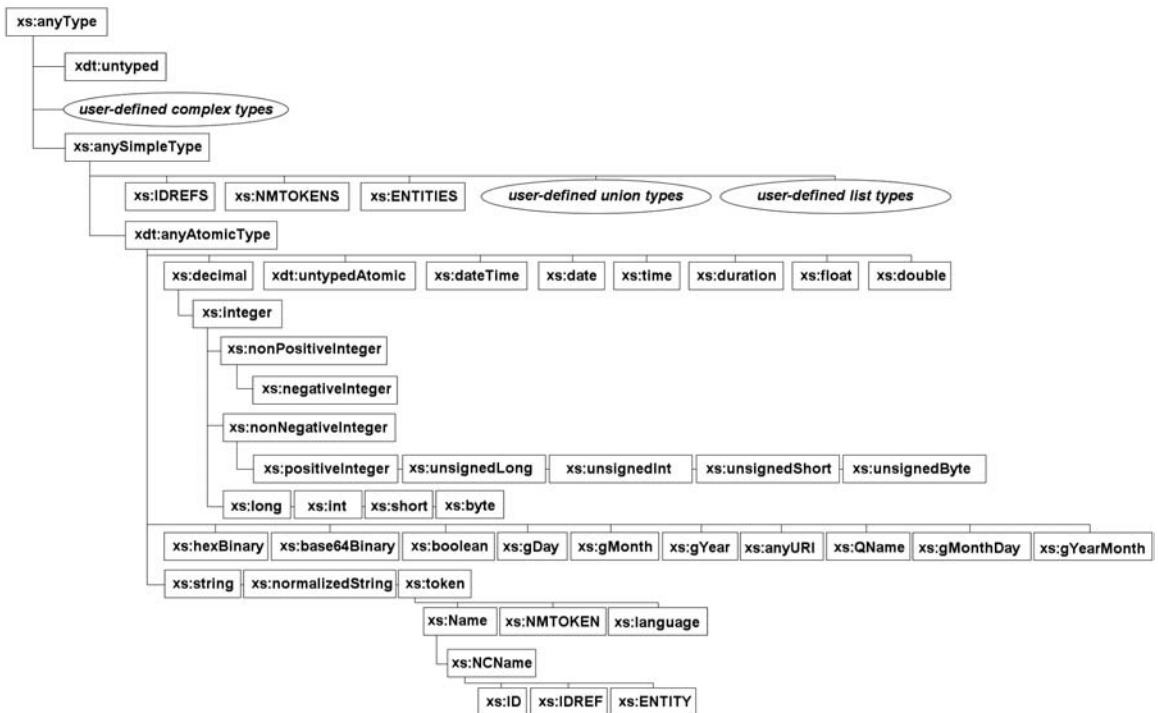 xs:anyType
xdt:untyped
user-defined complex types
xs:anySimpleType
xs:IDREFS xs:NMTOKENS xs:ENTITIES user-defined union types user-defined list types
xdt:anyAtomicType
xs:decimal xdt:untypedAtomic xs:dateTime xs:date xs:time xs:duration xs:float xs:double
xs:integer
xs:nonPositiveInteger
xs:negativeInteger
xs:nonNegativeInteger
xs:positiveInteger xs:unsignedLong xs:unsignedInt xs:unsignedShort xs:unsignedByte
xs:long xs:int xs:short xs:byte
xs:hexBinary xs:base64Binary xs:boolean xs:gDay xs:gMonth xs:gYear xs:anyURI xs:QName xs:gMonthDay xs:gYearMonth
xs:string xs:normalizedString xs:token
xs:Name xs:NMTOKEN xs:language
xs:NCName
xs:ID xs:IDREF xs:ENTITY